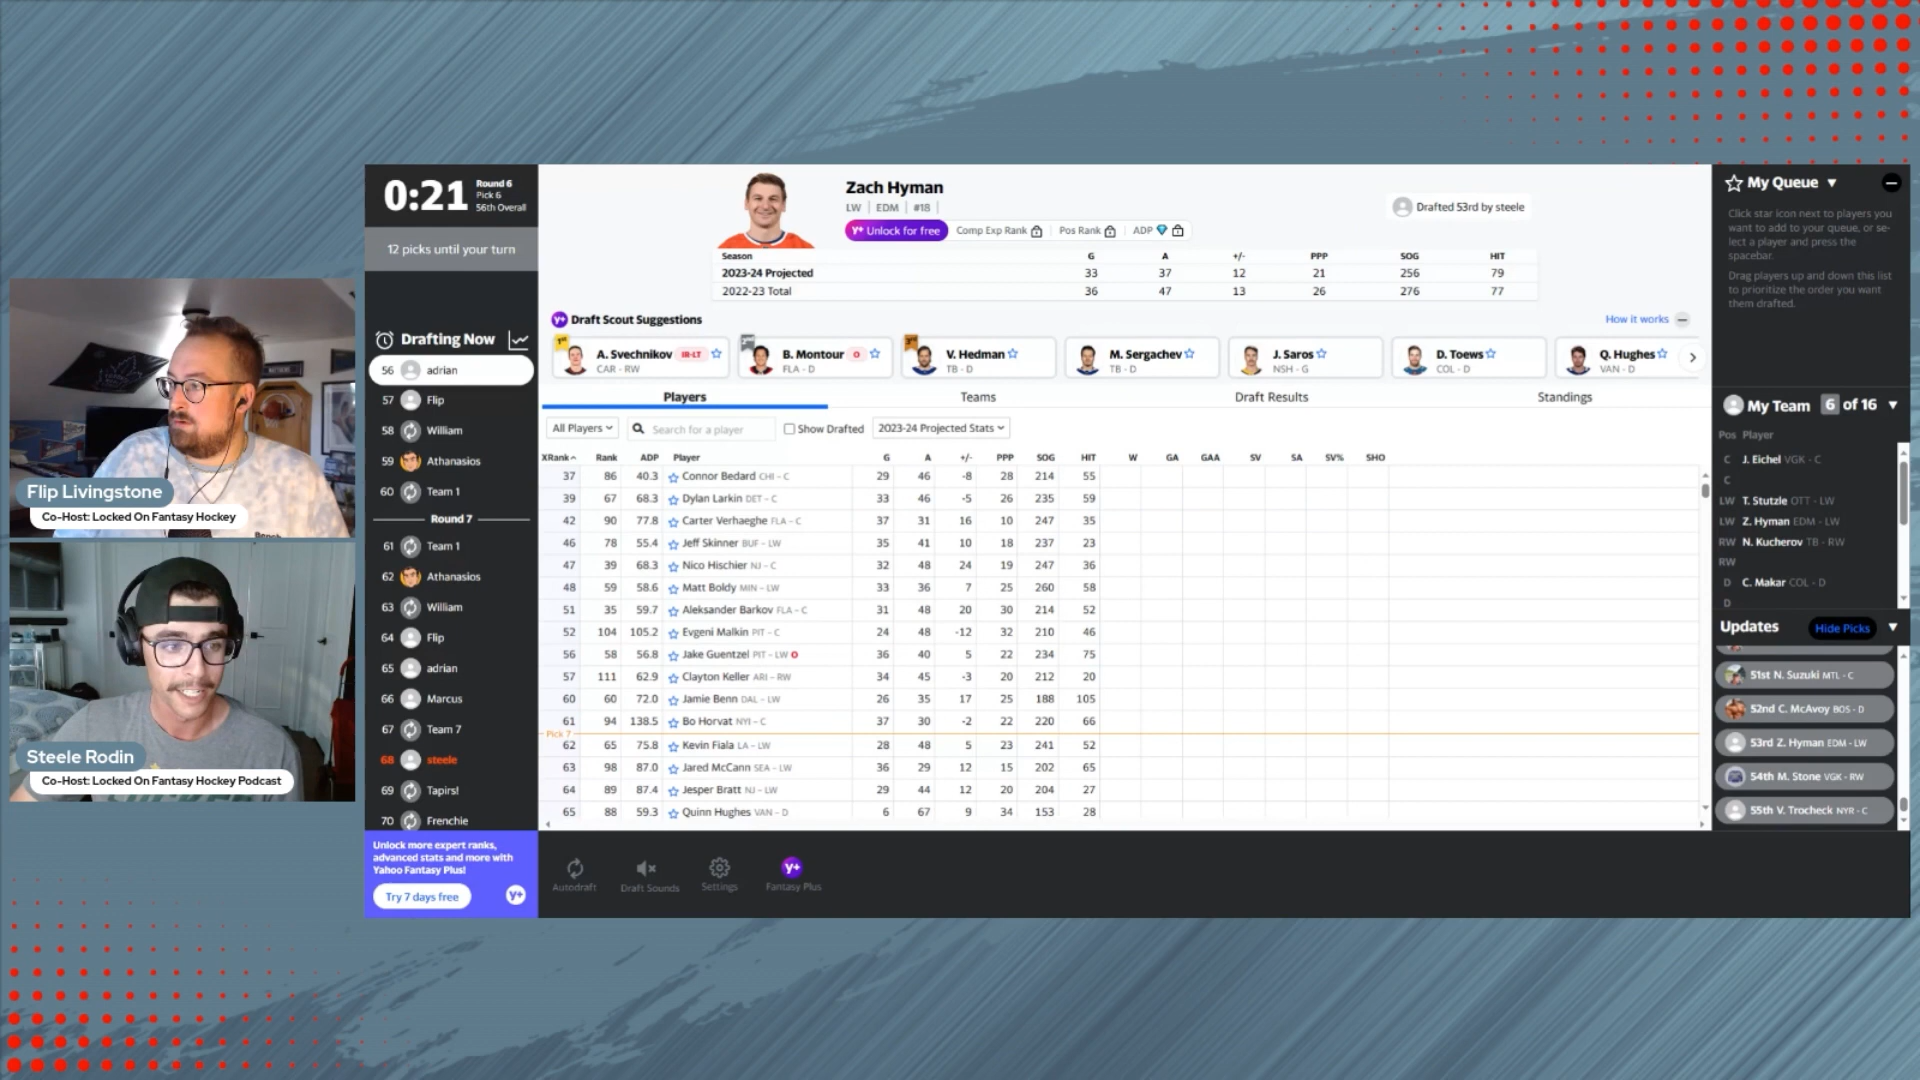 0:21
Round 6
Pick 6
56th Overall
12 picks until your turn
Drafting Now
56 adrian
57 Flip
58 William
59 Athanasios
60 Team 1
Round 7
61 Team 1
62 Athanasios
63 William
64 Flip
65 adrian
66 Marcus
67 Team 7
68 steele
69 Tapirs!
70 Frenchie
Unlock more expert ranks,
advanced stats and more with
Yahoo Fantasy Plus!
Try 7 days free
y+
Flip Livingstone
Co-Host: Locked On Fantasy Hockey
Steele Rodin
Co-Host: Locked On Fantasy Hockey Podcast
Zach Hyman
LW EDM #18
Y+ Unlock for free Comp Exp Rank Pos Rank ADP
Drafted 53rd by steele
Season G A +/- PPP SOG HIT
2023-24 Projected 33 37 12 21 256 79
2022-23 Total 36 47 13 26 276 77
y+ Draft Scout Suggestions
How it works
1st A. Svechnikov IR-LT
CAR - RW
2nd B. Montour O
FLA - D
3rd V. Hedman
TB - D
M. Sergachev
TB - D
J. Saros
NSH - G
D. Toews
COL - D
Q. Hughes
VAN - D
Players Teams Draft Results Standings
All Players Search for a player Show Drafted 2023-24 Projected Stats
XRank Rank ADP Player G A +/- PPP SOG HIT W GA GAA SV SA SV% SHO
37 86 40.3 Connor Bedard CHI - C 29 46 -8 28 214 55
39 67 68.3 Dylan Larkin DET - C 33 46 -5 26 235 59
42 90 77.8 Carter Verhaeghe FLA - C 37 31 16 10 247 35
46 78 55.4 Jeff Skinner BUF - LW 35 41 10 18 237 23
47 39 68.3 Nico Hischier NJ - C 32 48 24 19 247 36
48 59 58.6 Matt Boldy MIN - LW 33 36 7 25 260 58
51 35 59.7 Aleksander Barkov FLA - C 31 48 20 30 214 52
52 104 105.2 Evgeni Malkin PIT - C 24 48 -12 32 210 46
56 58 56.8 Jake Guentzel PIT - LW O 36 40 5 22 234 75
57 111 62.9 Clayton Keller ARI - RW 34 45 -3 20 212 20
60 60 72.0 Jamie Benn DAL - LW 26 35 17 25 188 105
61 94 138.5 Bo Horvat NYI - C 37 30 -2 22 220 66
Pick 7
62 65 75.8 Kevin Fiala LA - LW 28 48 5 23 241 52
63 98 87.0 Jared McCann SEA - LW 36 29 12 15 202 65
64 89 87.4 Jesper Bratt NJ - LW 29 44 12 20 204 27
65 88 59.3 Quinn Hughes VAN - D 6 67 9 34 153 28
Autodraft
Draft Sounds
Settings
y+
Fantasy Plus
My Queue
Click star icon next to players you
want to add to your queue, or se-
lect a player and press the
spacebar.
Drag players up and down this list
to prioritize the order you want
them drafted.
My Team 6 of 16
Pos Player
C J. Eichel VGK - C
C
LW T. Stutzle OTT - LW
LW Z. Hyman EDM - LW
RW N. Kucherov TB - RW
RW
D C. Makar COL - D
D
Updates Hide Picks
51st N. Suzuki MTL - C
52nd C. McAvoy BOS - D
53rd Z. Hyman EDM - LW
54th M. Stone VGK - RW
55th V. Trocheck NYR - C